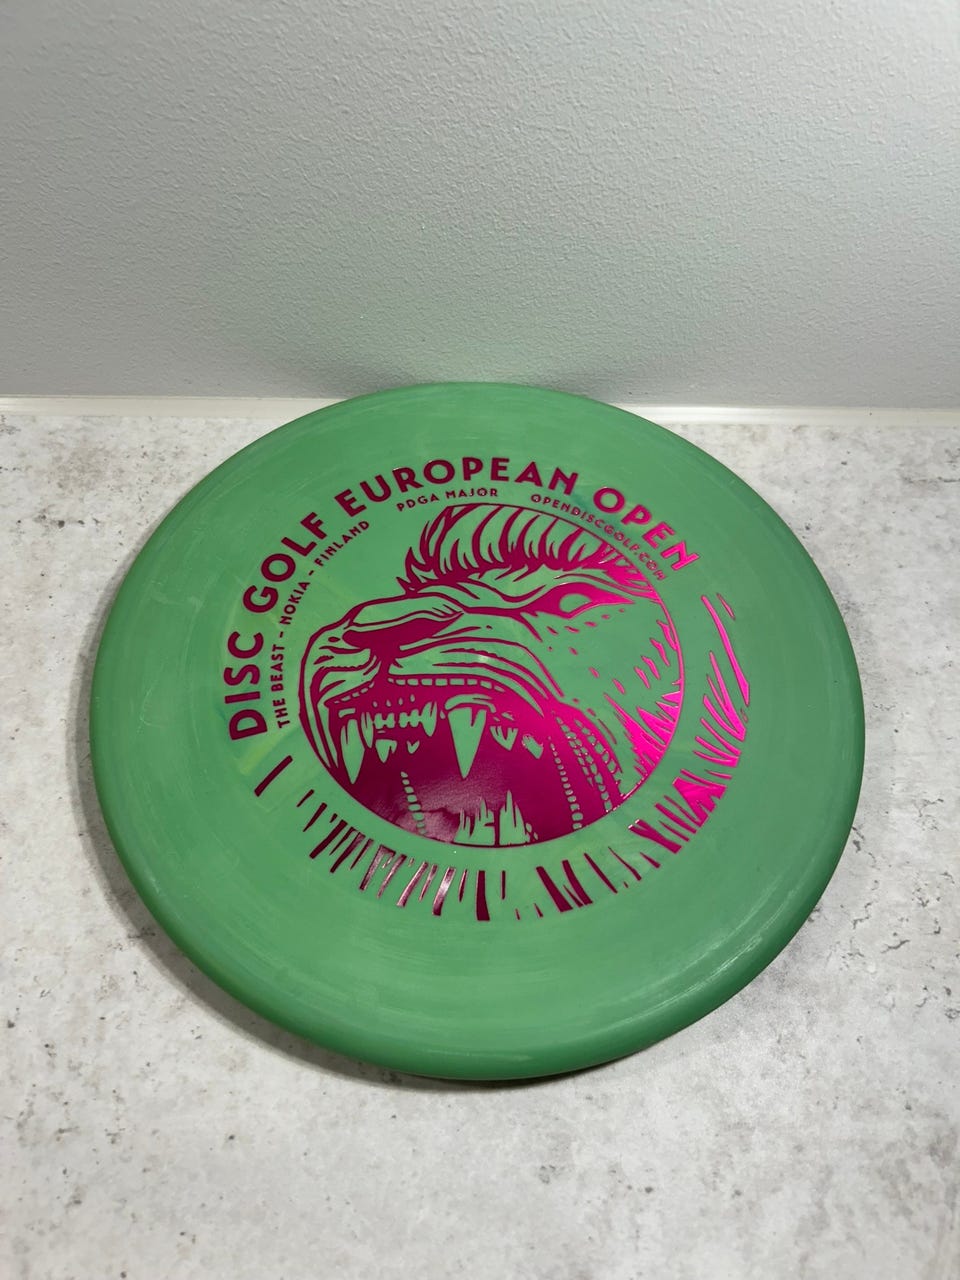 DISC GOLF EUROPEAN OPEN
THE BEAST - NOKIA - FINLAND PDGA MAJOR OPENDISCGOLF.COM